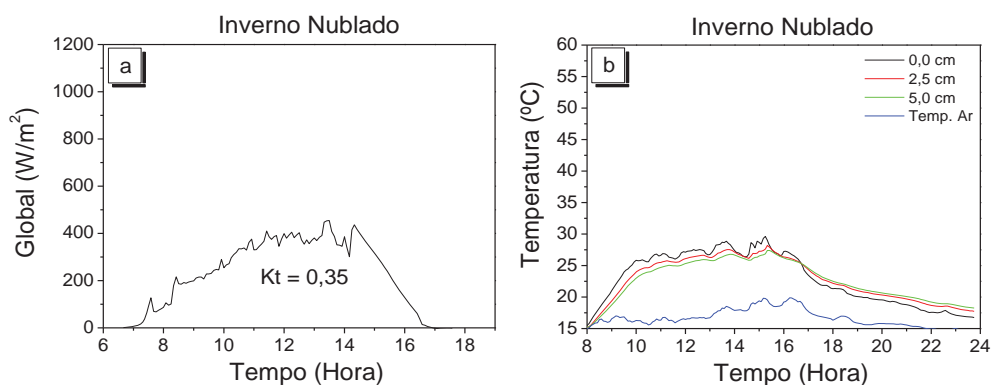 Inverno Nublado
a
1200
1000
800
600
400
200
0
Global (W/m²)
Kt = 0,35
6 8 10 12 14 16 18
Tempo (Hora)
Inverno Nublado
b
60
55
50
45
40
35
30
25
20
15
Temperatura (ºC)
0,0 cm
2,5 cm
5,0 cm
Temp. Ar
8 10 12 14 16 18 20 22 24
Tempo (Hora)